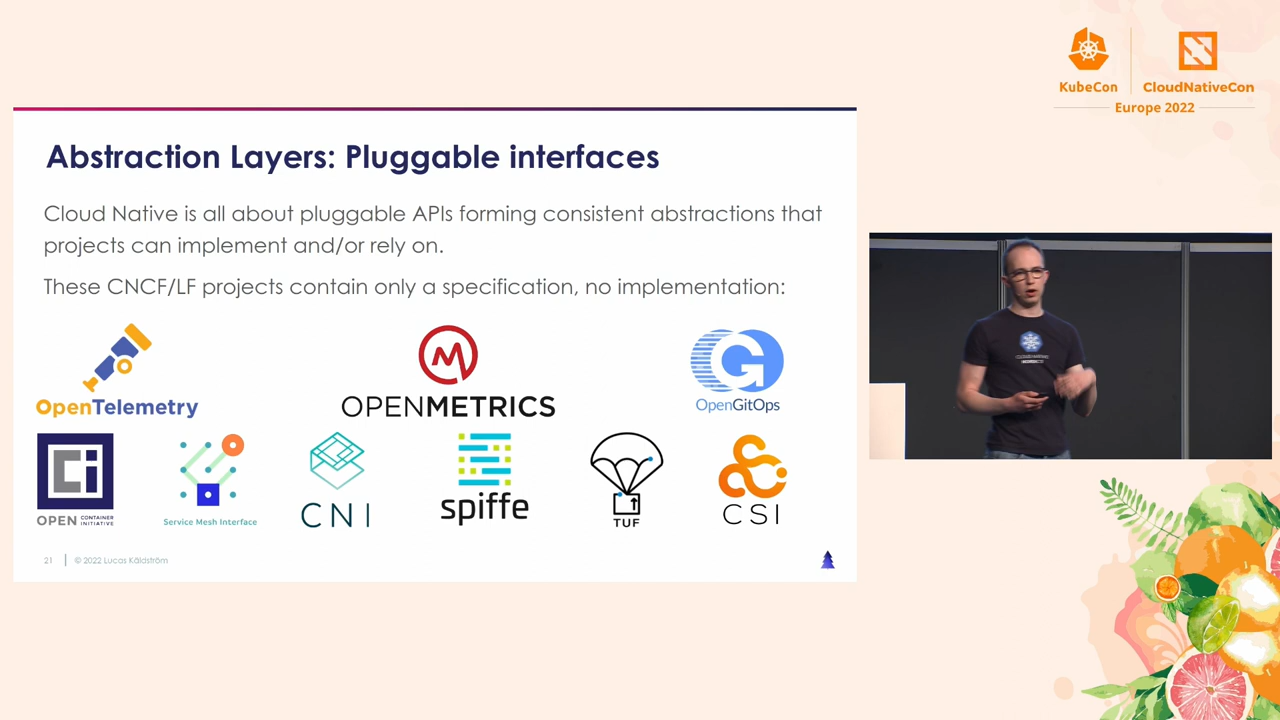 KubeCon
CloudNativeCon
Europe 2022
Abstraction Layers: Pluggable interfaces
Cloud Native is all about pluggable APIs forming consistent abstractions that
projects can implement and/or rely on.
These CNCF/LF projects contain only a specification, no implementation:
OpenTelemetry
OPENMETRICS
OpenGitOps
OPEN CONTAINER INITIATIVE
Service Mesh Interface
CNI
spiffe
TUF
CSI
21
© 2022 Lucas Käldström